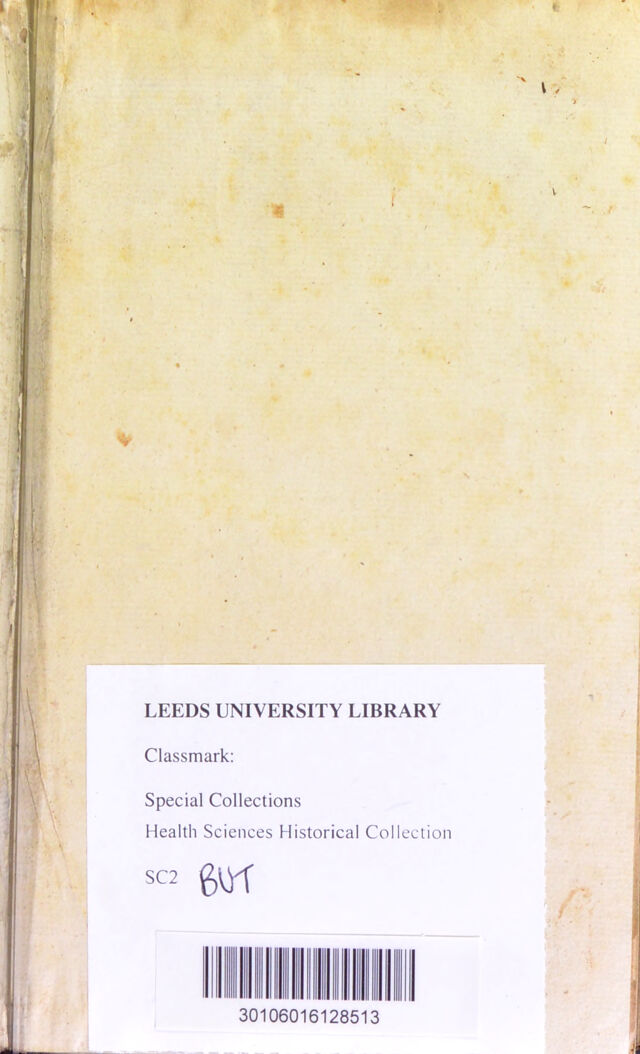 LEEDS UNIVERSITY LIBRARY
Classmark:
Special Collections
Health Sciences Historical Collection
SC2 BUT
30106016128513